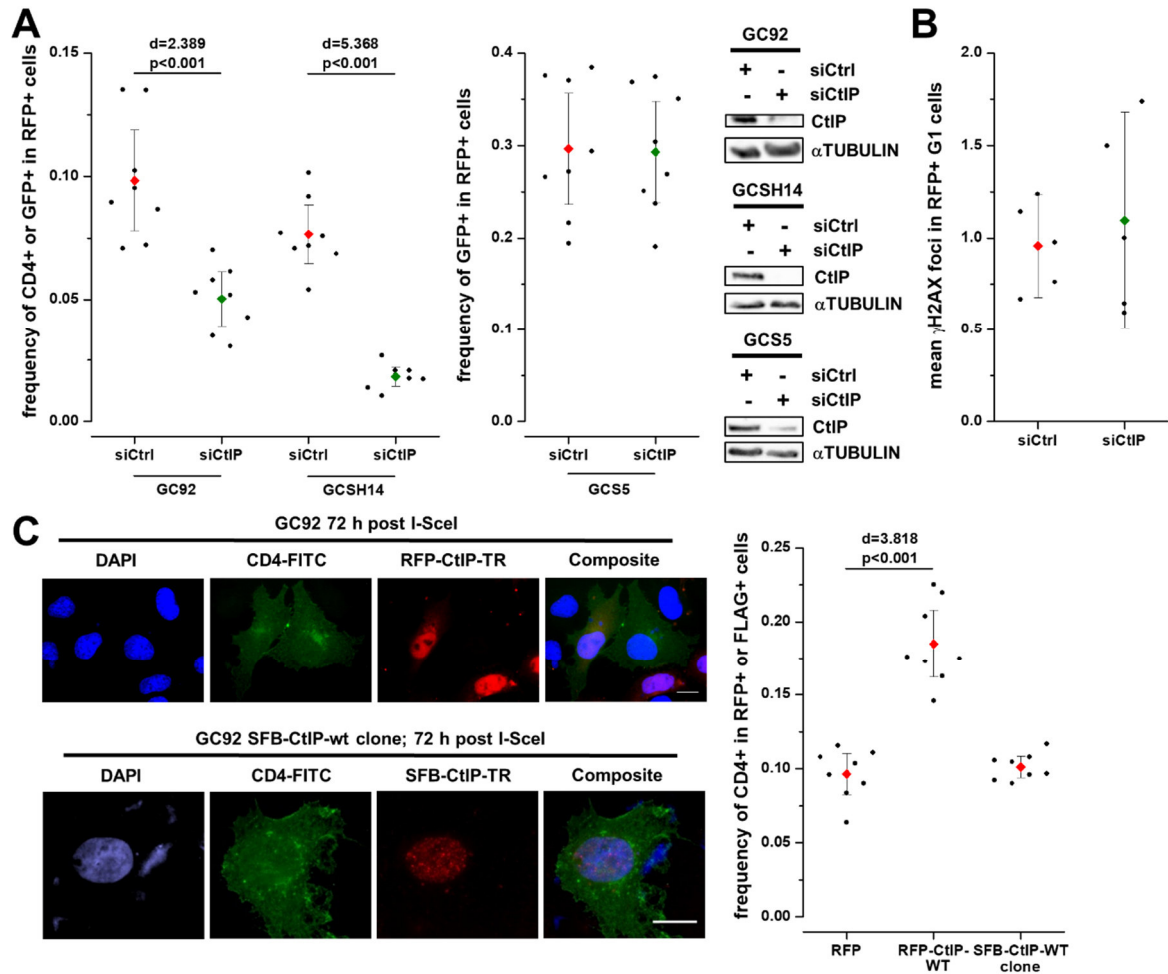 A
frequency of CD4+ or GFP+ in RFP+ cells
0.15
0.10
0.05
0.00
d=2.389
p<0.001
d=5.368
p<0.001
siCtrl siCtIP siCtrl siCtIP
GC92 GCSH14
frequency of GFP+ in RFP+ cells
0.4
0.3
0.2
0.1
0.0
siCtrl siCtIP
GCS5
GC92
+ - siCtrl
- + siCtIP
CtIP
αTUBULIN
GCSH14
+ - siCtrl
- + siCtIP
CtIP
αTUBULIN
GCS5
+ - siCtrl
- + siCtIP
CtIP
αTUBULIN
B
mean γH2AX foci in RFP+ G1 cells
2.0
1.5
1.0
0.5
0.0
siCtrl siCtIP
C
GC92 72 h post I-SceI
DAPI CD4-FITC RFP-CtIP-TR Composite
GC92 SFB-CtIP-wt clone; 72 h post I-SceI
DAPI CD4-FITC SFB-CtIP-TR Composite
frequency of CD4+ in RFP+ or FLAG+ cells
0.25
0.20
0.15
0.10
0.05
0.00
d=3.818
p<0.001
RFP RFP-CtIP- SFB-CtIP-WT
WT clone